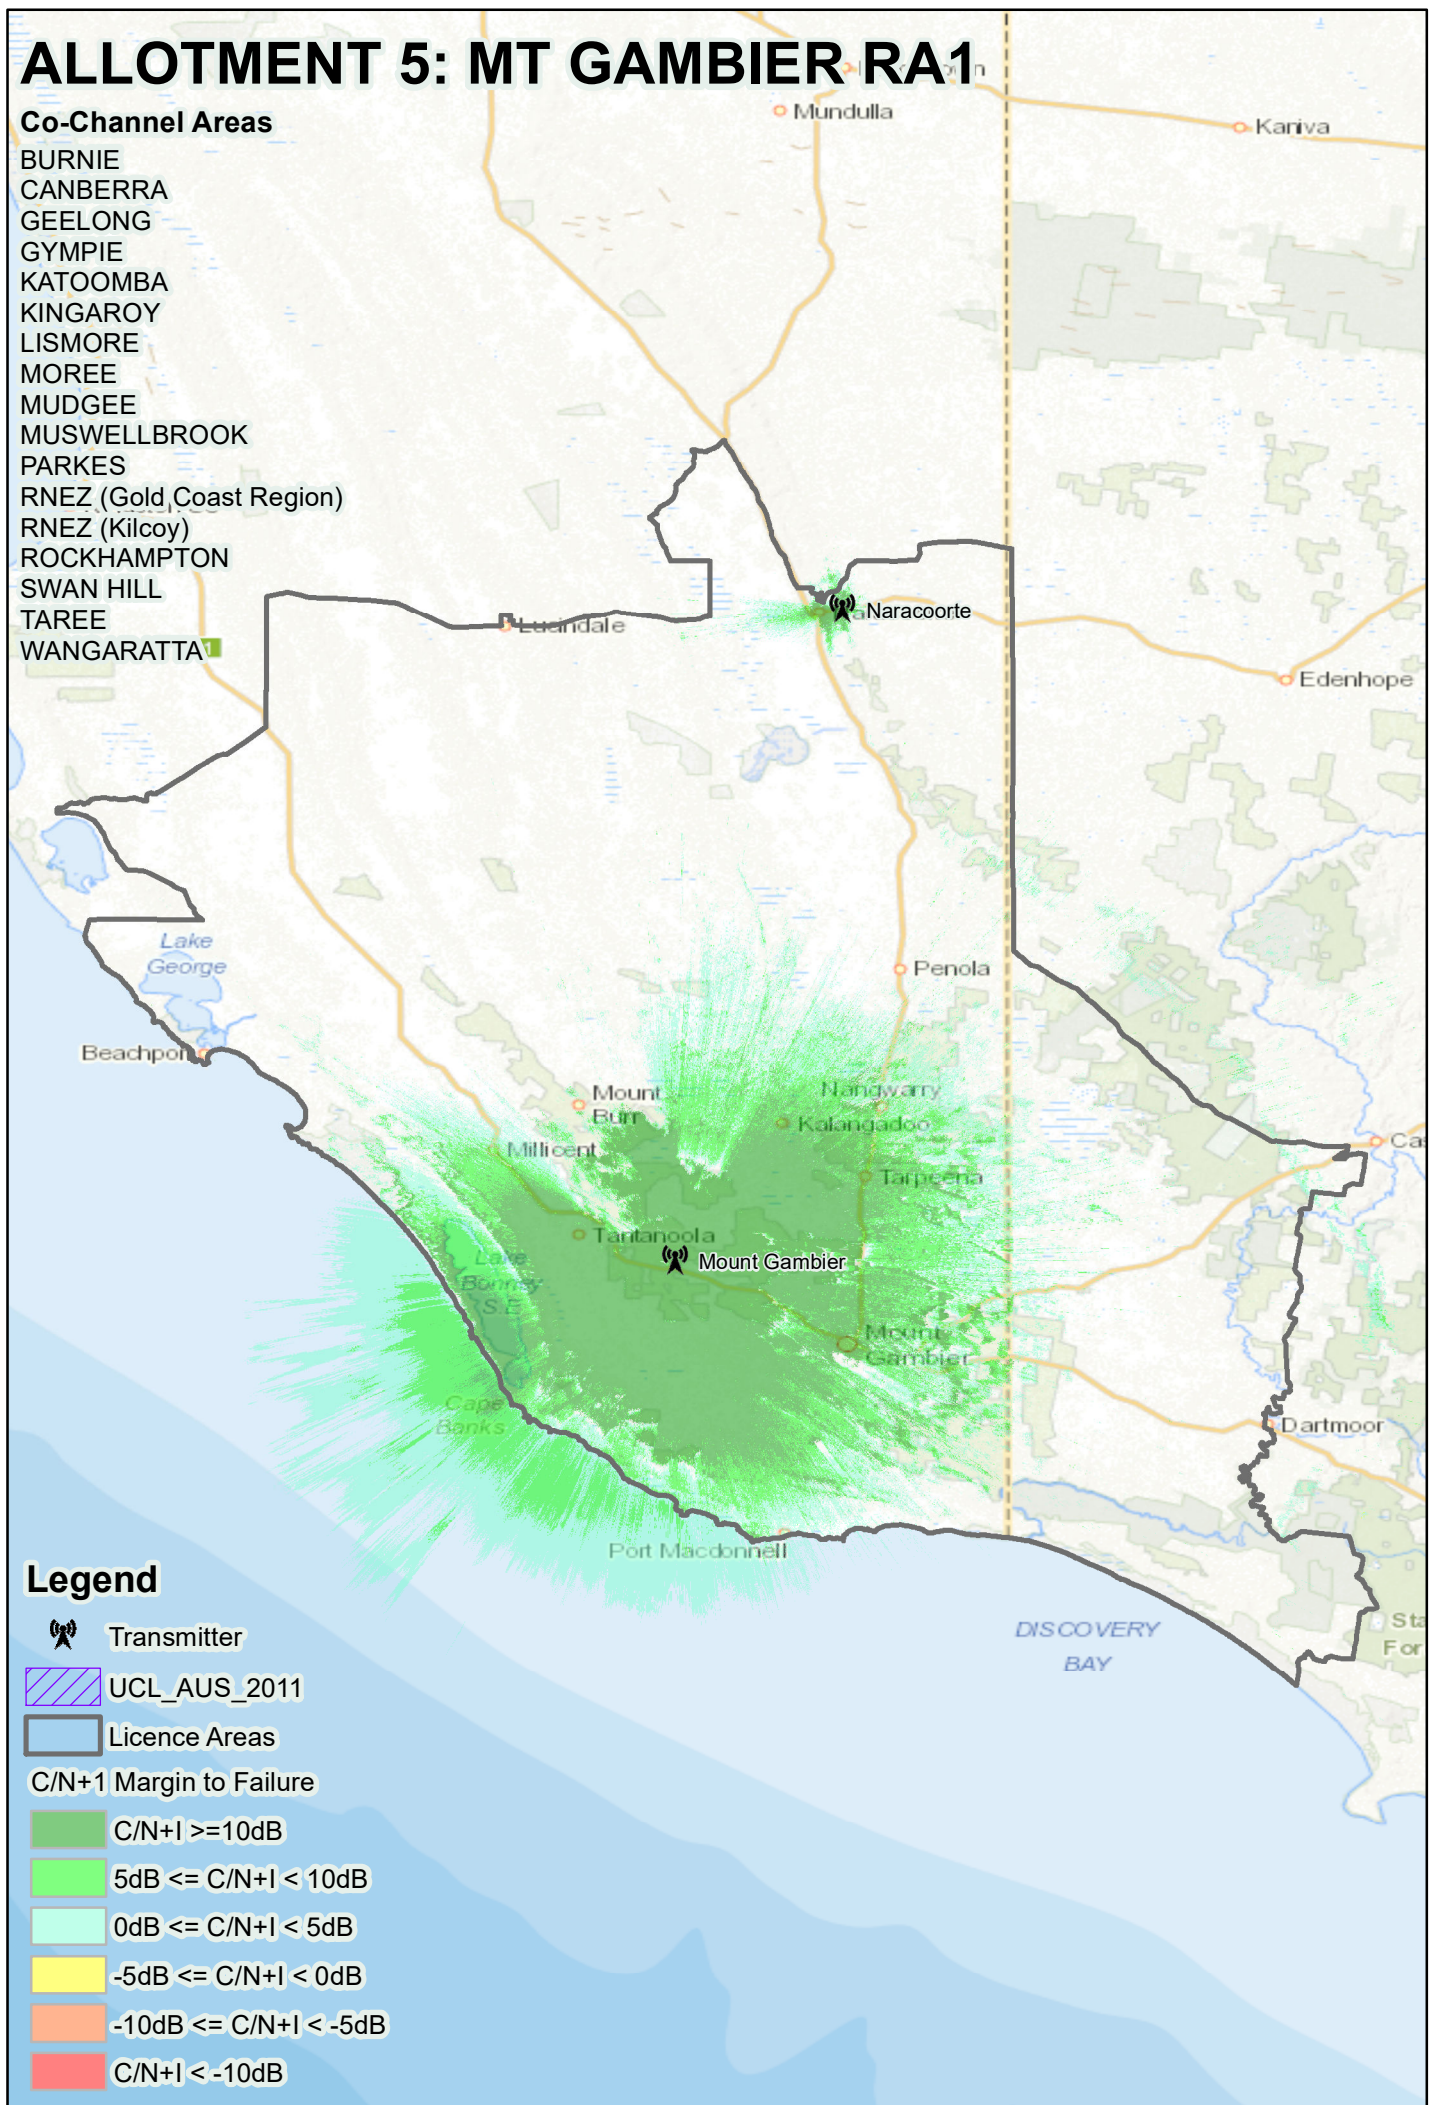 ALLOTMENT 5: MT GAMBIER RA1
Co-Channel Areas
BURNIE
CANBERRA
GEELONG
GYMPIE
KATOOMBA
KINGAROY
LISMORE
MOREE
MUDGEE
MUSWELLBROOK
PARKES
RNEZ (Gold Coast Region)
RNEZ (Kilcoy)
ROCKHAMPTON
SWAN HILL
TAREE
WANGARATTA
1
Mundulla
Kaniva
Lucindale
Naracoorte
Edenhope
Lake
George
Penola
Beachport
Mount
Burr
Nangwarry
Kalangadoo
Millicent
Cas
Tarpeena
Tantanoola
Mount Gambier
Lake
Bonney
S.E.
Mount
Gambier
Cape
Banks
Dartmoor
Port Macdonnell
DISCOVERY
BAY
Sta
For
Legend
Transmitter
UCL_AUS_2011
Licence Areas
C/N+1 Margin to Failure
C/N+I >=10dB
5dB <= C/N+I < 10dB
0dB <= C/N+I < 5dB
-5dB <= C/N+I < 0dB
-10dB <= C/N+I < -5dB
C/N+I < -10dB